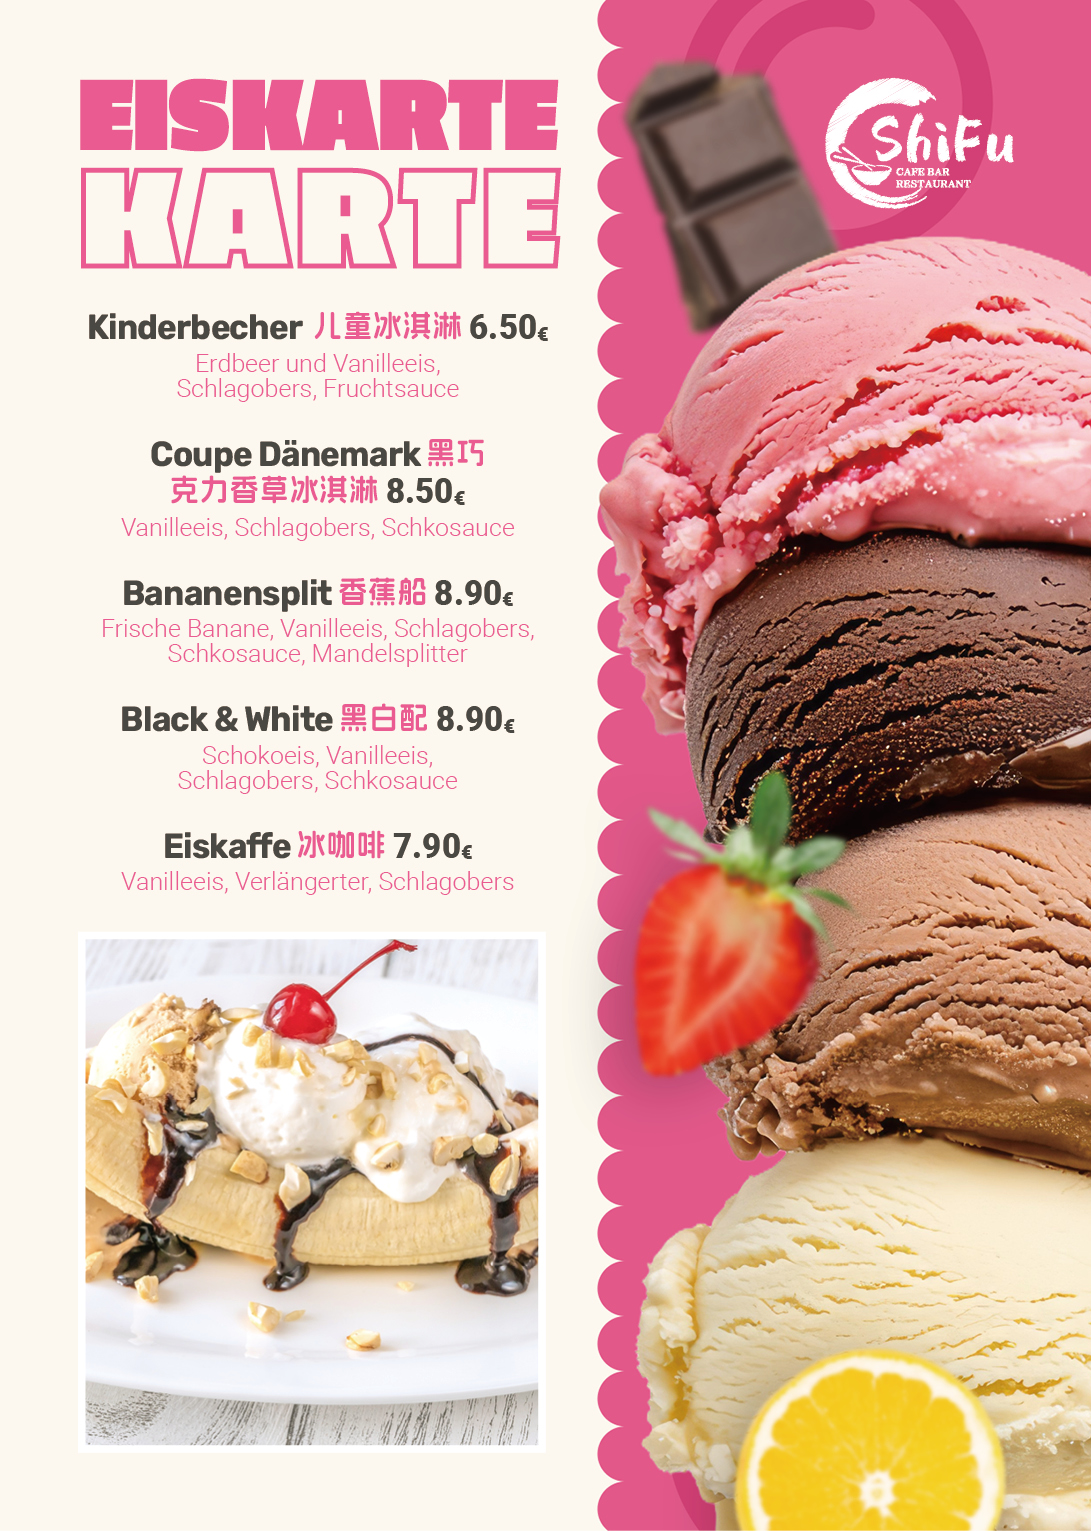 EISKARTE
KARTE
Kinderbecher 儿童冰淇淋 6.50€
Erdbeer und Vanilleeis,
Schlagobers, Fruchtsauce
Coupe Dänemark 黑巧
克力香草冰淇淋 8.50€
Vanilleeis, Schlagobers, Schkosauce
Bananensplit 香蕉船 8.90€
Frische Banane, Vanilleeis, Schlagobers,
Schkosauce, Mandelsplitter
Black & White 黑白配 8.90€
Schokoeis, Vanilleeis,
Schlagobers, Schkosauce
Eiskaffe 冰咖啡 7.90€
Vanilleeis, Verlängerter, Schlagobers
ShiFu
CAFE BAR
RESTAURANT